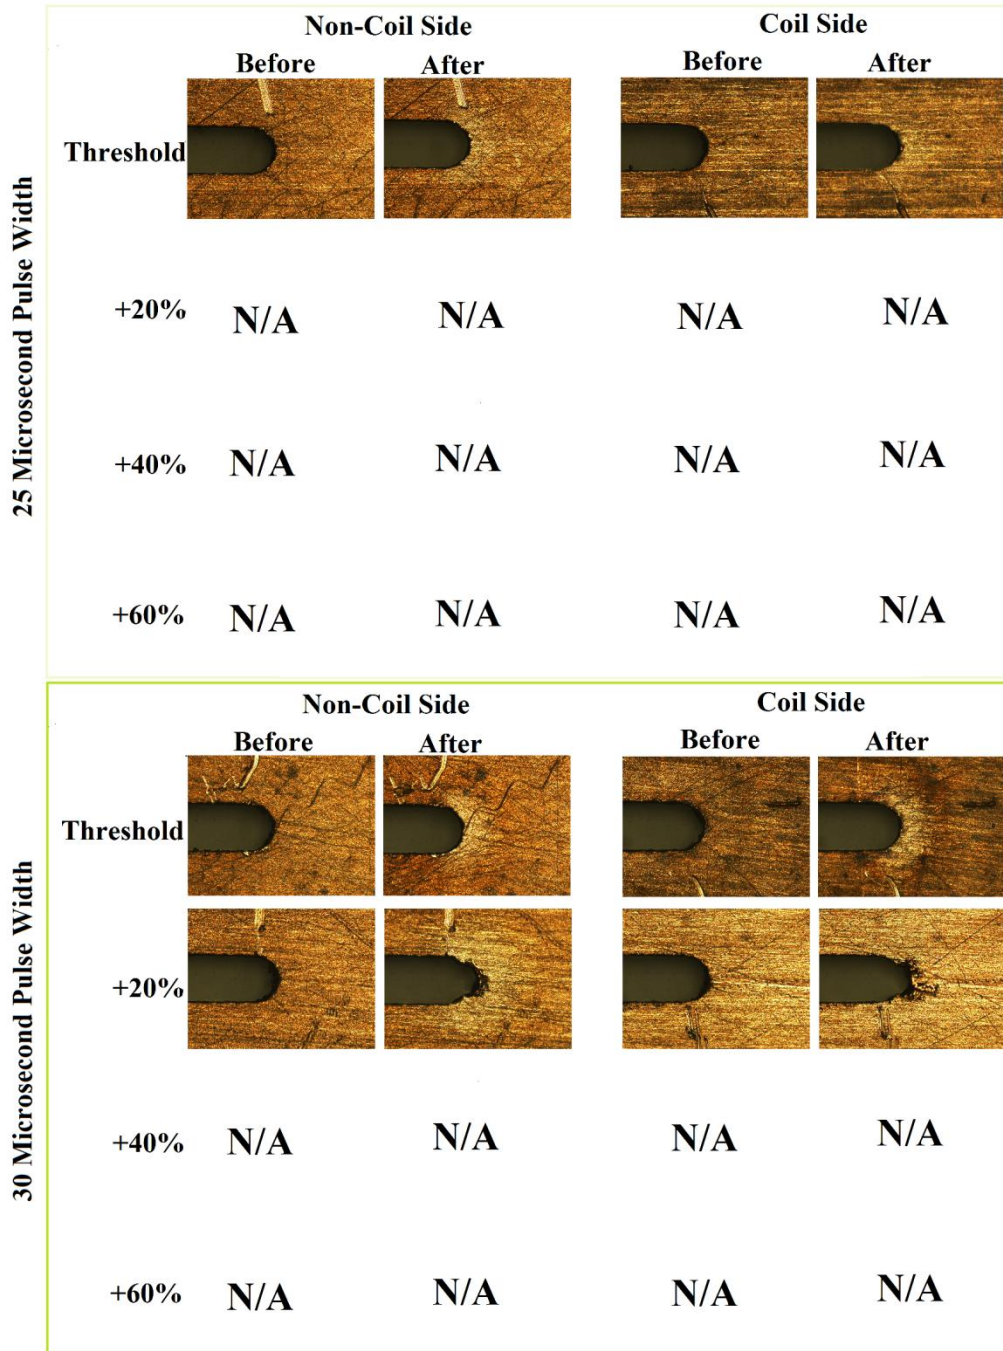 25 Microsecond Pulse Width
Non-Coil Side
Coil Side
Before
After
Before
After
Threshold
+20%
N/A
N/A
N/A
N/A
+40%
N/A
N/A
N/A
N/A
+60%
N/A
N/A
N/A
N/A
30 Microsecond Pulse Width
Non-Coil Side
Coil Side
Before
After
Before
After
Threshold
+20%
+40%
N/A
N/A
N/A
N/A
+60%
N/A
N/A
N/A
N/A